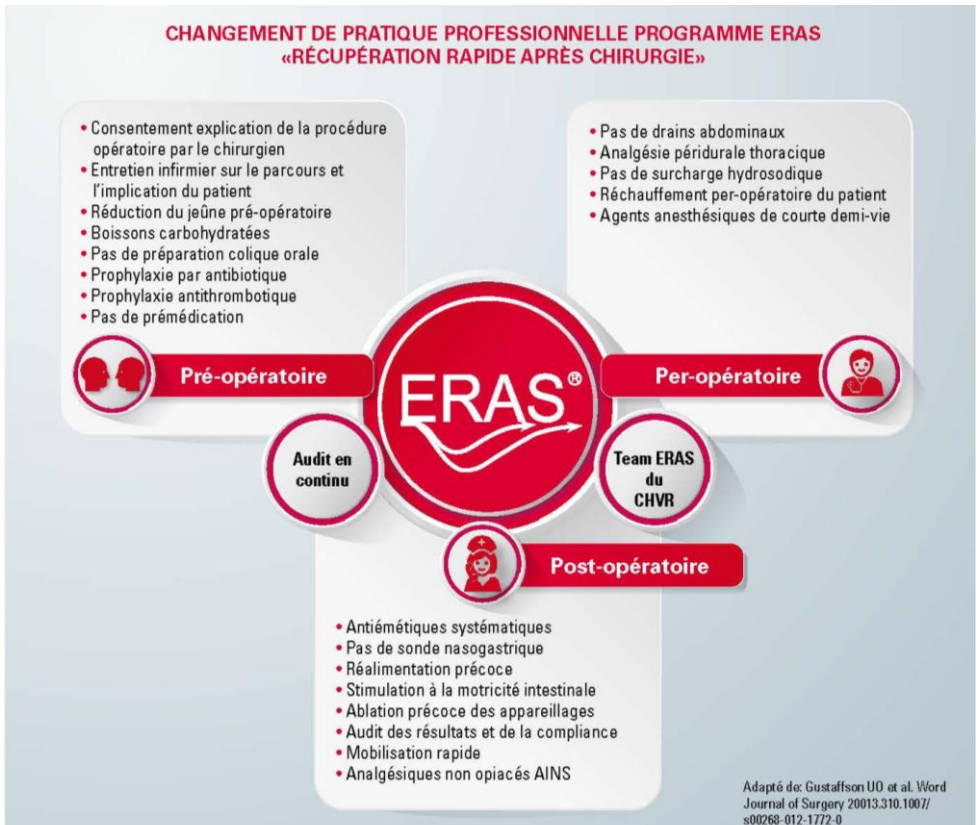 CHANGEMENT DE PRATIQUE PROFESSIONNELLE PROGRAMME ERAS
«RÉCUPÉRATION RAPIDE APRÈS CHIRURGIE»
• Consentement explication de la procédure
opératoire par le chirurgien
• Entretien infirmier sur le parcours et
l'implication du patient
• Réduction du jeûne pré-opératoire
• Boissons carbohydratées
• Pas de préparation colique orale
• Prophylaxie par antibiotique
• Prophylaxie antithrombotique
• Pas de prémédication
Pré-opératoire
• Pas de drains abdominaux
• Analgésie péridurale thoracique
• Pas de surcharge hydrosodique
• Réchauffement per-opératoire du patient
• Agents anesthésiques de courte demi-vie
Per-opératoire
ERAS®
Audit en
continu
Team ERAS
du
CHVR
Post-opératoire
• Antiémétiques systématiques
• Pas de sonde nasogastrique
• Réalimentation précoce
• Stimulation à la motricité intestinale
• Ablation précoce des appareillages
• Audit des résultats et de la compliance
• Mobilisation rapide
• Analgésiques non opiacés AINS
Adapté de: Gustaffson UO et al. Word
Journal of Surgery 20013.310.1007/
s00268-012-1772-0